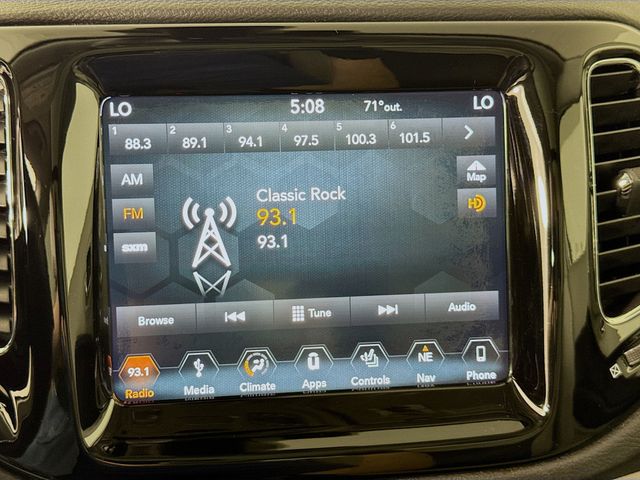 LO 5:08 71°out. LO
1 88.3 2 89.1 3 94.1 4 97.5 5 100.3 6 101.5
AM
Map
Classic Rock
FM
93.1
HD
93.1
sxm
Browse Tune Audio
93.1 NE
Radio Media Climate Apps Controls Nav Phone